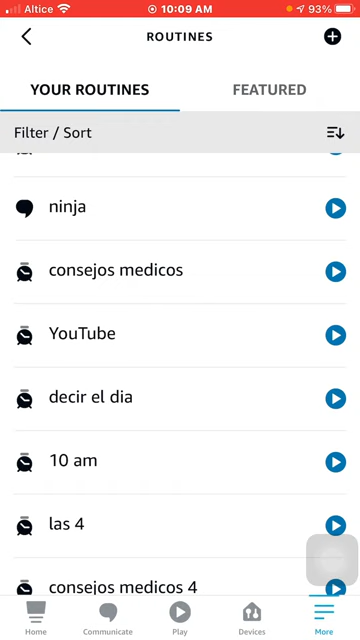 Altice 10:09 AM 93%
ROUTINES
YOUR ROUTINES FEATURED
Filter / Sort
ninja
consejos medicos
YouTube
decir el dia
10 am
las 4
consejos medicos 4
Home Communicate Play Devices More